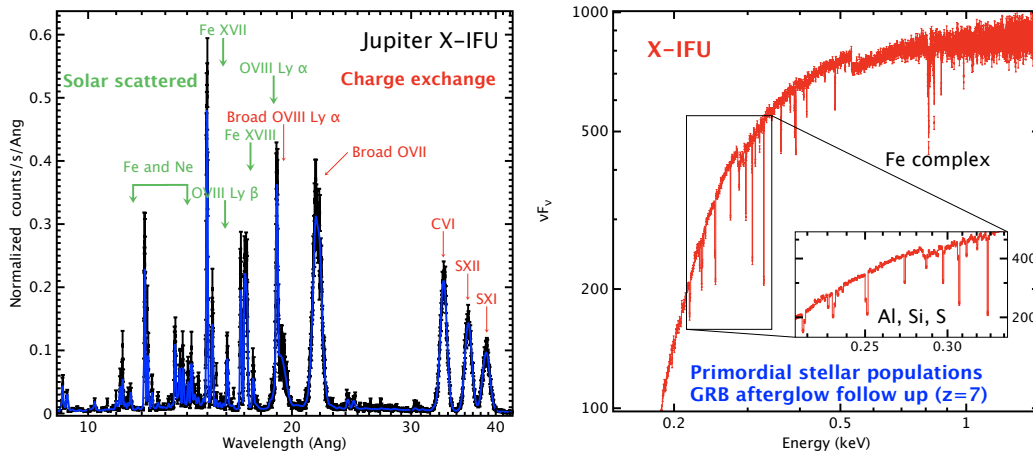 Jupiter X-IFU
Fe XVII
Solar scattered
OVIII Ly α
Charge exchange
Broad OVIII Ly α
Fe XVIII
Broad OVII
Fe and Ne
OVIII Ly β
CVI
SXII
SXI
Normalized counts/s/Ang
0.6
0.5
0.4
0.3
0.2
0.1
0
10
20
30
40
Wavelength (Ang)
X-IFU
Fe complex
νFν
1000
500
200
100
400
200
Al, Si, S
0.25
0.30
Primordial stellar populations
GRB afterglow follow up (z=7)
0.2
0.5
1
Energy (keV)